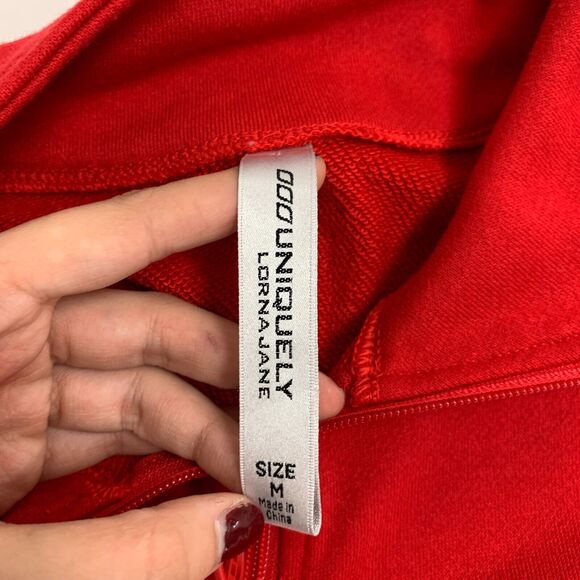 UNIQUELY
LORNA JANE
SIZE
M
Made in
China